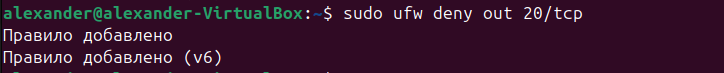 alexander@alexander-VirtualBox:~$ sudo ufw deny out 20/tcp
Правило добавлено
Правило добавлено (v6)